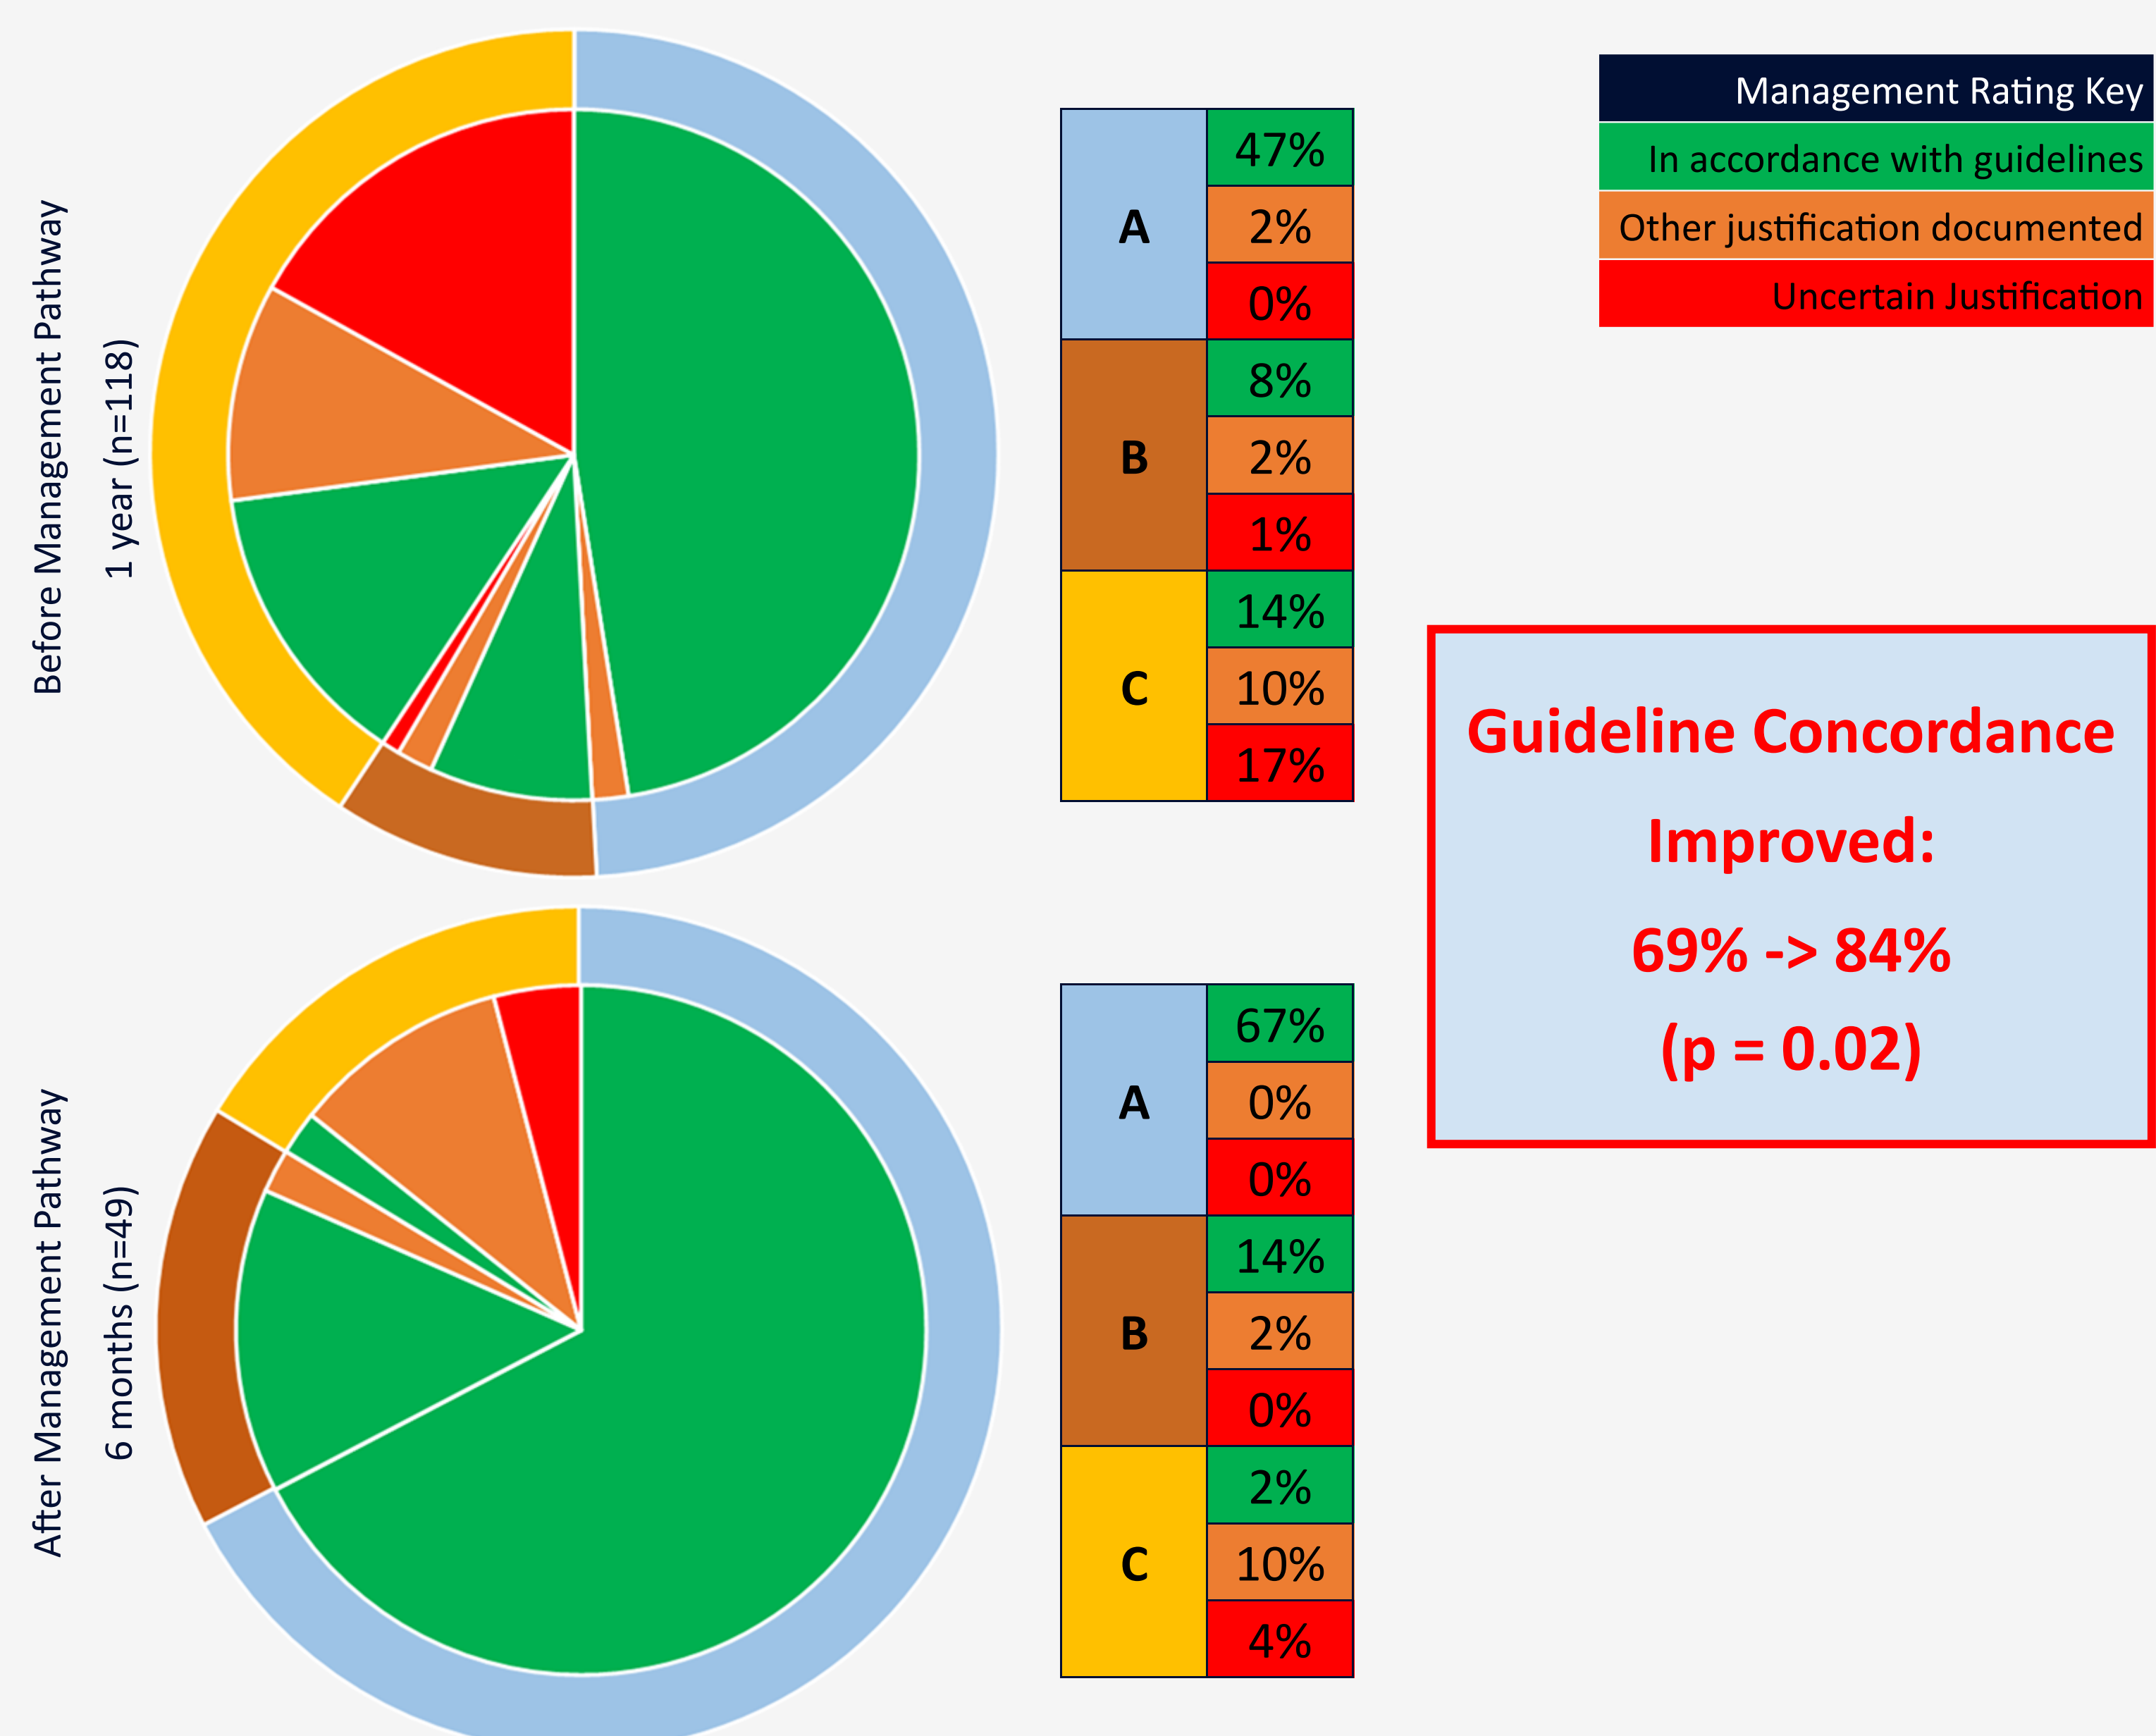 Before Management Pathway
1 year (n=118)
A
47%
2%
0%
B
8%
2%
1%
C
14%
10%
17%
Management Rating Key
In accordance with guidelines
Other justification documented
Uncertain Justification
Guideline Concordance
Improved:
69% -> 84%
(p = 0.02)
After Management Pathway
6 months (n=49)
A
67%
0%
0%
B
14%
2%
0%
C
2%
10%
4%